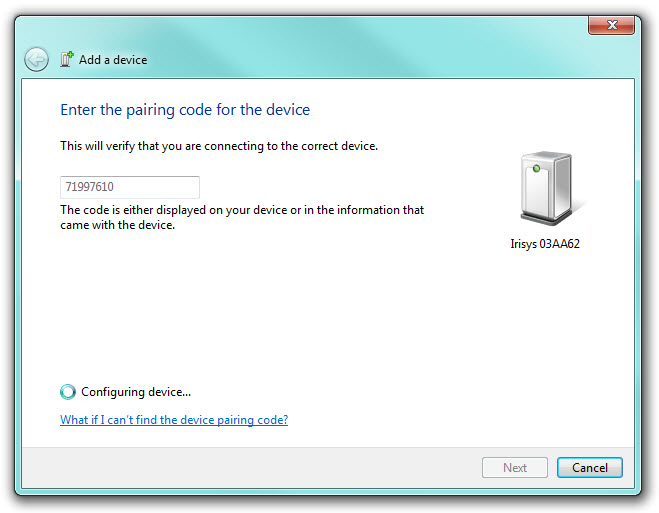 Add a device
Enter the pairing code for the device
This will verify that you are connecting to the correct device.
71997610
The code is either displayed on your device or in the information that
came with the device.
Irisys 03AA62
Configuring device...
What if I can't find the device pairing code?
Next
Cancel